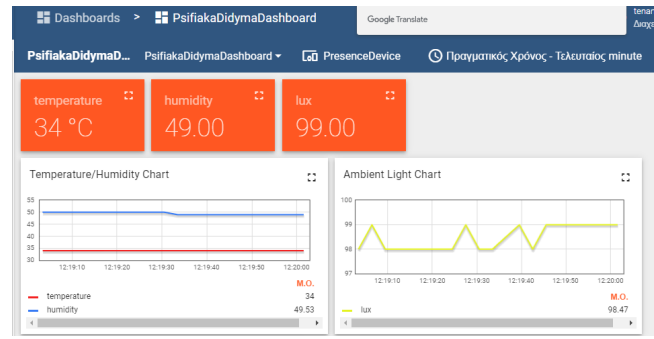 Dashboards > PsifiakaDidymaDashboard
Google Translate
tenan
Διαχε
PsifiakaDidymaD... PsifiakaDidymaDashboard PresenceDevice Πραγματικός Χρόνος - Τελευταίος minute
temperature
34 °C
humidity
49.00
lux
99.00
Temperature/Humidity Chart
55
50
45
40
35
30
12:19:10 12:19:20 12:19:30 12:19:40 12:19:50 12:20:00
Μ.Ο.
temperature 34
humidity 49.53
Ambient Light Chart
100
99
98
97
12:19:10 12:19:20 12:19:30 12:19:40 12:19:50 12:20:00
Μ.Ο.
lux 98.47